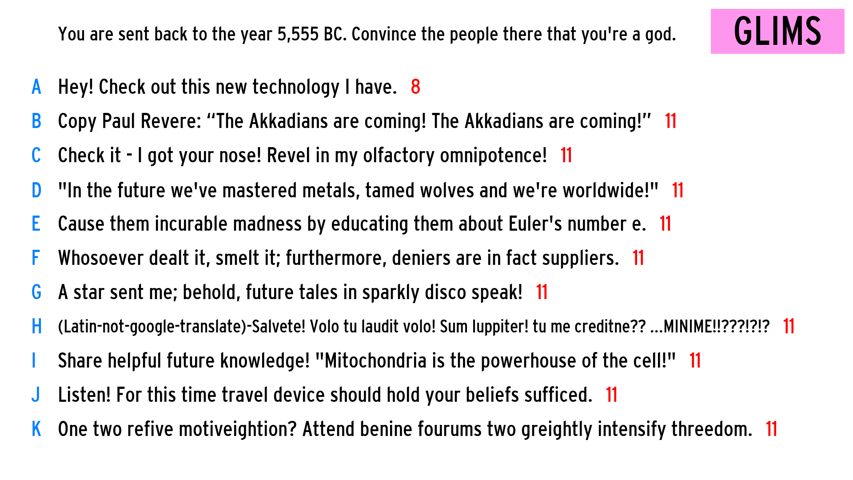 You are sent back to the year 5,555 BC. Convince the people there that you're a god.
GLIMS
A Hey! Check out this new technology I have. 8
B Copy Paul Revere: “The Akkadians are coming! The Akkadians are coming!” 11
C Check it - I got your nose! Revel in my olfactory omnipotence! 11
D "In the future we've mastered metals, tamed wolves and we're worldwide!" 11
E Cause them incurable madness by educating them about Euler's number e. 11
F Whosoever dealt it, smelt it; furthermore, deniers are in fact suppliers. 11
G A star sent me; behold, future tales in sparkly disco speak! 11
H (Latin-not-google-translate)-Salvete! Volo tu laudit volo! Sum Iuppiter! tu me creditne?? ...MINIME!!???!?!? 11
I Share helpful future knowledge! "Mitochondria is the powerhouse of the cell!" 11
J Listen! For this time travel device should hold your beliefs sufficed. 11
K One two refive motiveightion? Attend benine fourums two greightly intensify threedom. 11